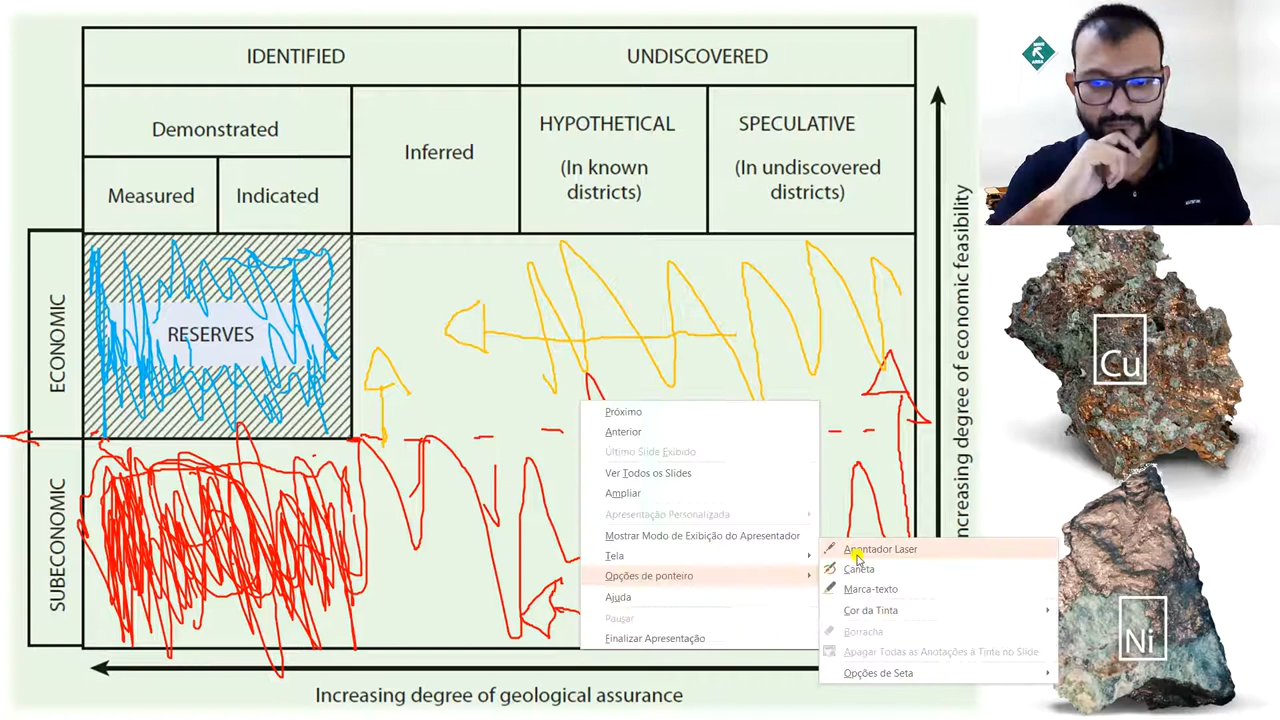 IDENTIFIED
UNDISCOVERED
Demonstrated
Inferred
HYPOTHETICAL
(In known
districts)
SPECULATIVE
(In undiscovered
districts)
Measured
Indicated
ECONOMIC
RESERVES
SUBECONOMIC
Increasing degree of economic feasibility
Increasing degree of geological assurance
Cu
Ni
Próximo
Anterior
Último Slide Exibido
Ver Todos os Slides
Ampliar
Apresentação Personalizada
Mostrar Modo de Exibição do Apresentador
Tela
Opções de ponteiro
Ajuda
Pausar
Finalizar Apresentação
Apontador Laser
Caneta
Marca-texto
Cor da Tinta
Borracha
Apagar Todas as Anotações à Tinta no Slide
Opções de Seta